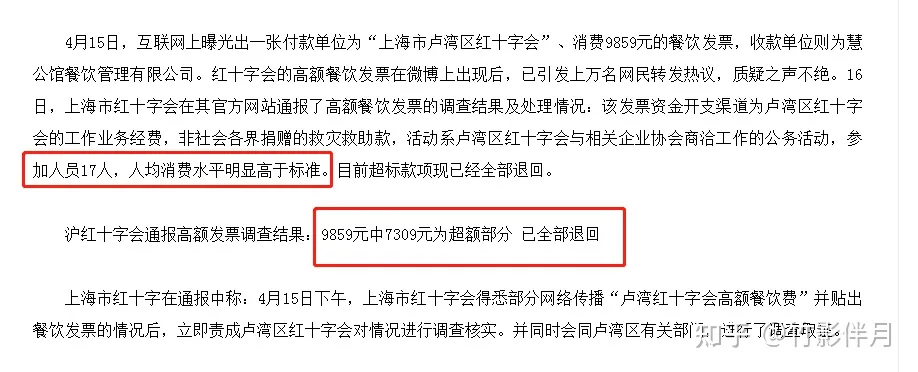 4月15日，互联网上曝光出一张付款单位为“上海市卢湾区红十字会”、消费9859元的餐饮发票，收款单位则为慧
公馆餐饮管理有限公司。红十字会的高额餐饮发票在微博上出现后，已引发上万名网民转发热议，质疑之声不绝。16
日，上海市红十字会在其官方网站通报了高额餐饮发票的调查结果及处理情况：该发票资金开支渠道为卢湾区红十字
会的工作业务经费，非社会各界捐赠的救灾救助款，活动系卢湾区红十字会与相关企业协会商洽工作的公务活动，参
加人员17人，人均消费水平明显高于标准。目前超标款项现已经全部退回。
沪红十字会通报高额发票调查结果：9859元中7309元为超额部分 已全部退回
上海市红十字在通报中称：4月15日下午，上海市红十字会得悉部分网络传播“卢湾红十字会高额餐饮费”并贴出
餐饮发票的情况后，立即责成卢湾区红十字会对情况进行调查核实。并同时会同卢湾区有关部门，进行了调查取证。
知乎 @竹影伴月